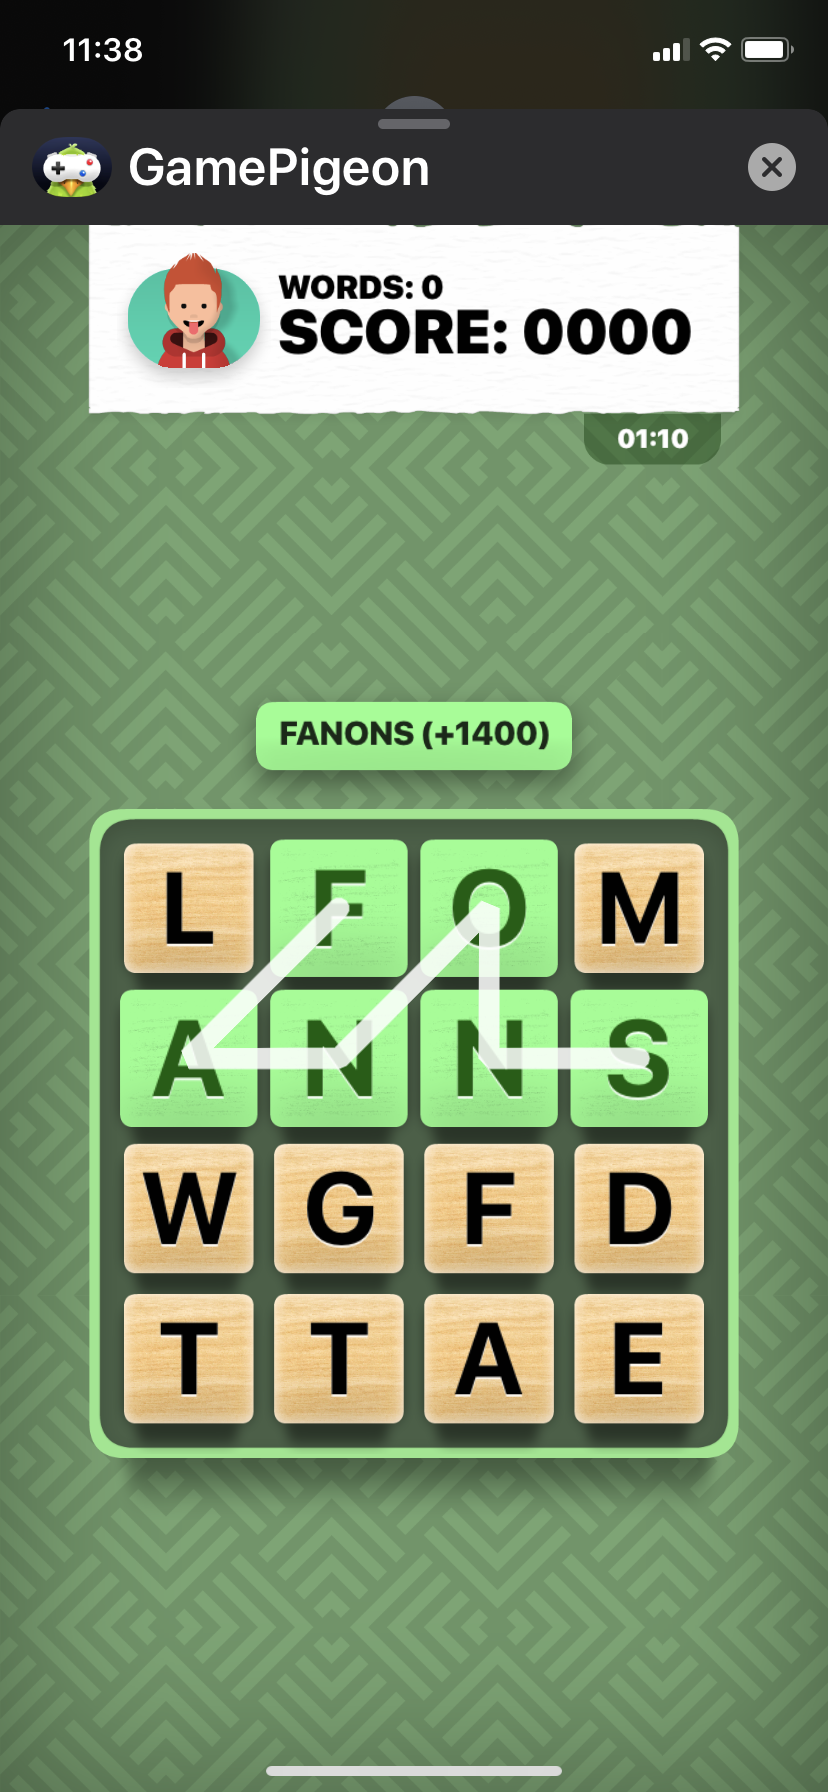 11:38
GamePigeon
WORDS: 0
SCORE: 0000
01:10
FANONS (+1400)
L F O M
A N N S
W G F D
T T A E